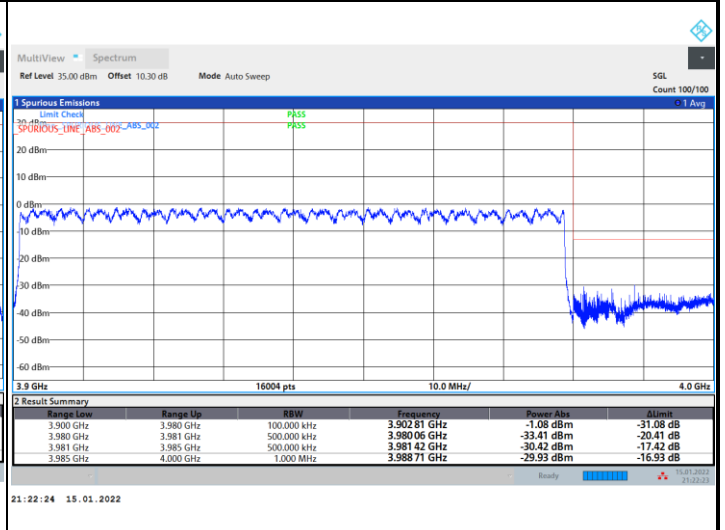 MultiView Spectrum
Ref Level 35.00 dBm Offset 10.30 dB Mode Auto Sweep SGL
Count 100/100
1 Spurious Emissions 1 Avg
Limit Check PASS
_SPURIOUS_LINE_ABS_002 _ABS_002 PASS
20 dBm
10 dBm
0 dBm
-10 dBm
-20 dBm
-30 dBm
-40 dBm
-50 dBm
-60 dBm
3.9 GHz 16004 pts 10.0 MHz/ 4.0 GHz
2 Result Summary
Range Low Range Up RBW Frequency Power Abs ΔLimit
3.900 GHz 3.980 GHz 100.000 kHz 3.902 81 GHz -1.08 dBm -31.08 dB
3.980 GHz 3.981 GHz 500.000 kHz 3.980 06 GHz -33.41 dBm -20.41 dB
3.981 GHz 3.985 GHz 500.000 kHz 3.981 42 GHz -30.42 dBm -17.42 dB
3.985 GHz 4.000 GHz 1.000 MHz 3.988 71 GHz -29.93 dBm -16.93 dB
Ready 15.01.2022
21:22:23
21:22:24 15.01.2022